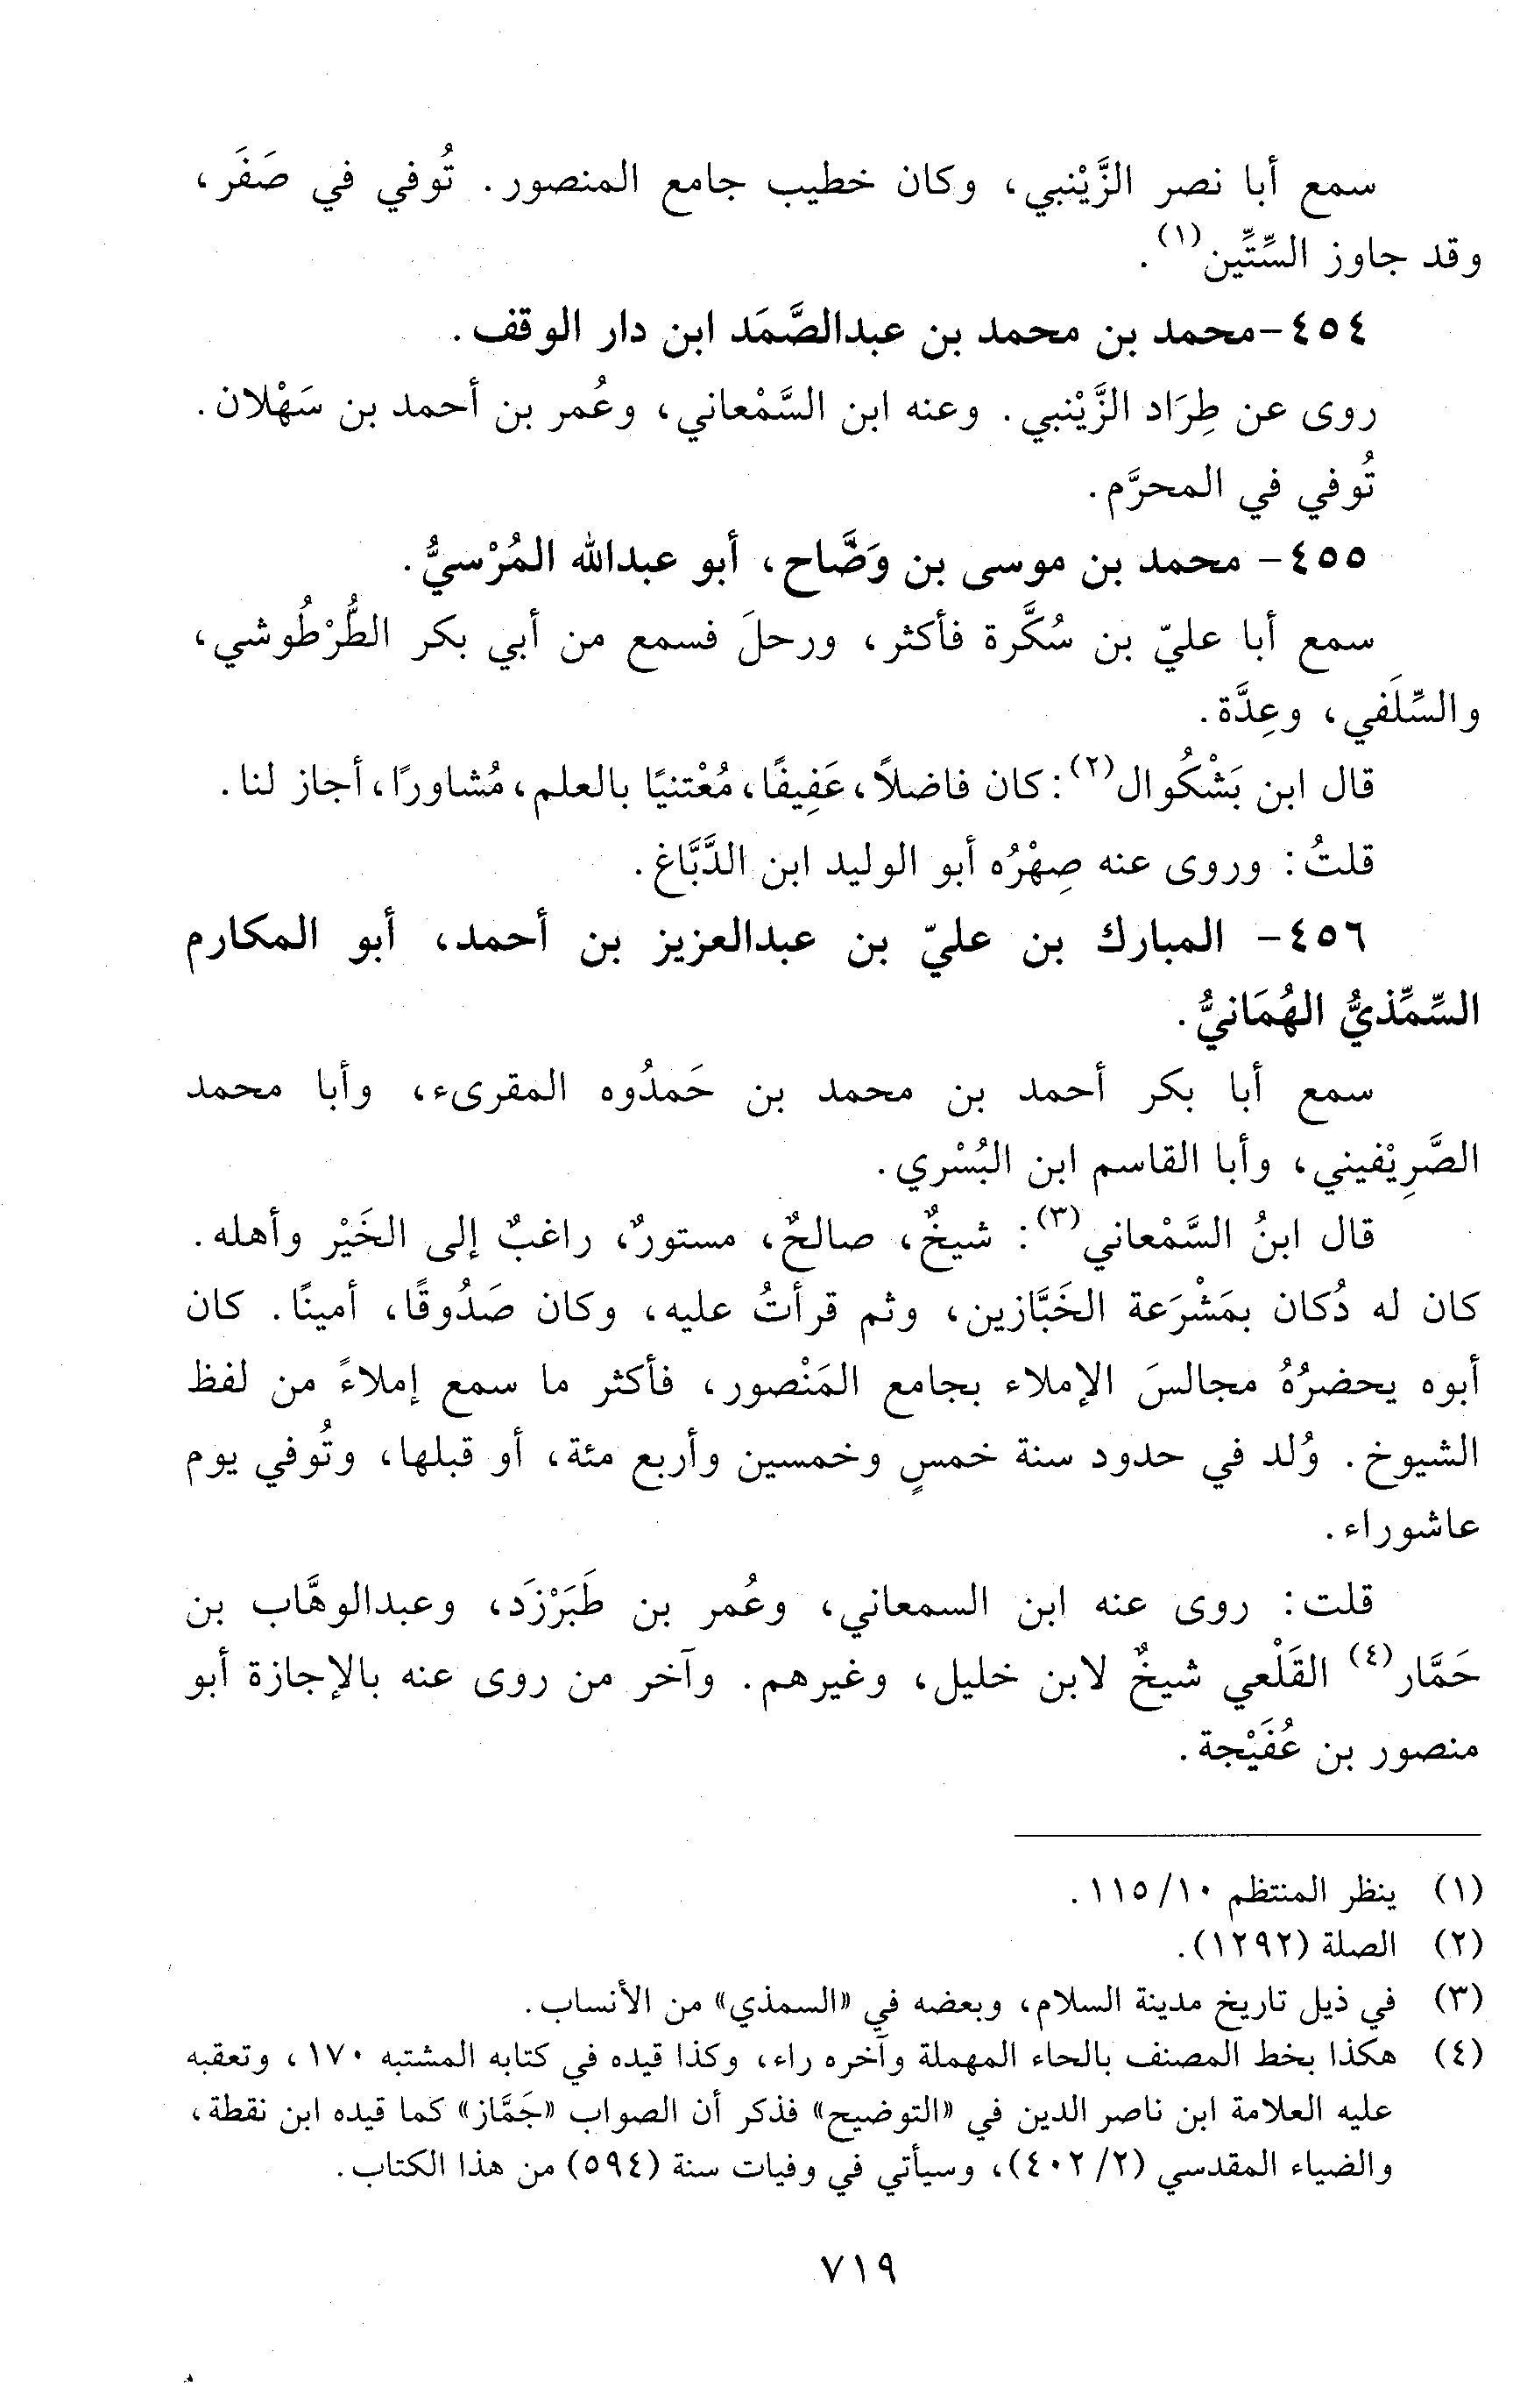 سمع أبا نصر الزَّيْنبي، وكان خطيب جامع المنصور. تُوفي في صَفَر،
وقد جاوز السِّتِّين(١).
٤٥٤-محمد بن محمد بن عبدالصَّمَد ابن دار الوقف.
روى عن طِرَاد الزَّيْنبي. وعنه ابن السَّمْعاني، وعُمر بن أحمد بن سَهْلان.
تُوفي في المحرَّم.
٤٥٥- محمد بن موسى بن وَضَّاح، أبو عبدالله المُرْسيُّ.
سمع أبا عليّ بن سُكَّرة فأكثر، ورحلَ فسمع من أبي بكر الطُّرْطُوشي،
والسِّلَفي، وعِدَّة.
قال ابن بَشْكُوال(٢): كان فاضلاً، عَفِيفًا، مُعْتنيًا بالعلم، مُشاورًا، أجاز لنا.
قلتُ: وروى عنه صِهْرُه أبو الوليد ابن الدَّبَّاغ.
٤٥٦- المبارك بن عليّ بن عبدالعزيز بن أحمد، أبو المكارم
السِّمِّذيُّ الهُمَانيُّ.
سمع أبا بكر أحمد بن محمد بن حَمدُوه المقرىء، وأبا محمد
الصَّرِيْفيني، وأبا القاسم ابن البُسْري.
قال ابنُ السَّمْعاني(٣): شيخٌ، صالحٌ، مستورٌ، راغبٌ إلى الخَيْر وأهله.
كان له دُكان بمَشْرَعة الخَبَّازين، وثم قرأتُ عليه، وكان صَدُوقًا، أمينًا. كان
أبوه يحضرُهُ مجالسَ الإملاء بجامع المَنْصور، فأكثر ما سمع إملاءً من لفظ
الشيوخ. وُلد في حدود سنة خمسٍ وخمسين وأربع مئة، أو قبلها، وتُوفي يوم
عاشوراء.
قلت: روى عنه ابن السمعاني، وعُمر بن طَبَرْزَد، وعبدالوهَّاب بن
حَمَّار(٤) القَلْعي شيخٌ لابن خليل، وغيرهم. وآخر من روى عنه بالإجازة أبو
منصور بن عُفَيْجة.
(١) ينظر المنتظم ١٠/ ١١٥.
(٢) الصلة (١٢٩٢).
(٣) في ذيل تاريخ مدينة السلام، وبعضه في «السمذي» من الأنساب.
(٤) هكذا بخط المصنف بالحاء المهملة وآخره راء، وكذا قيده في كتابه المشتبه ١٧٠، وتعقبه
عليه العلامة ابن ناصر الدين في «التوضيح» فذكر أن الصواب «جَمَّاز» كما قيده ابن نقطة،
والضياء المقدسي (٢/ ٤٠٢)، وسيأتي في وفيات سنة (٥٩٤) من هذا الكتاب.
٧١٩